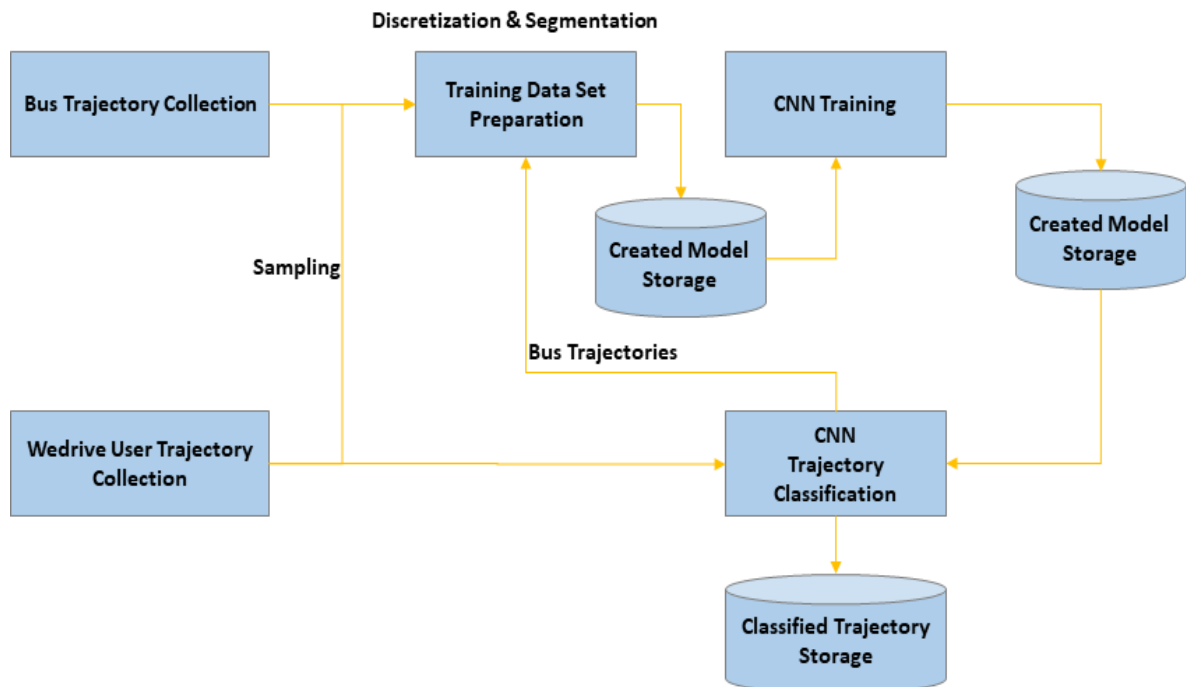 Discretization & Segmentation
Bus Trajectory Collection
Training Data Set
Preparation
CNN Training
Created Model
Storage
Created Model
Storage
Sampling
Bus Trajectories
Wedrive User Trajectory
Collection
CNN
Trajectory
Classification
Classified Trajectory
Storage